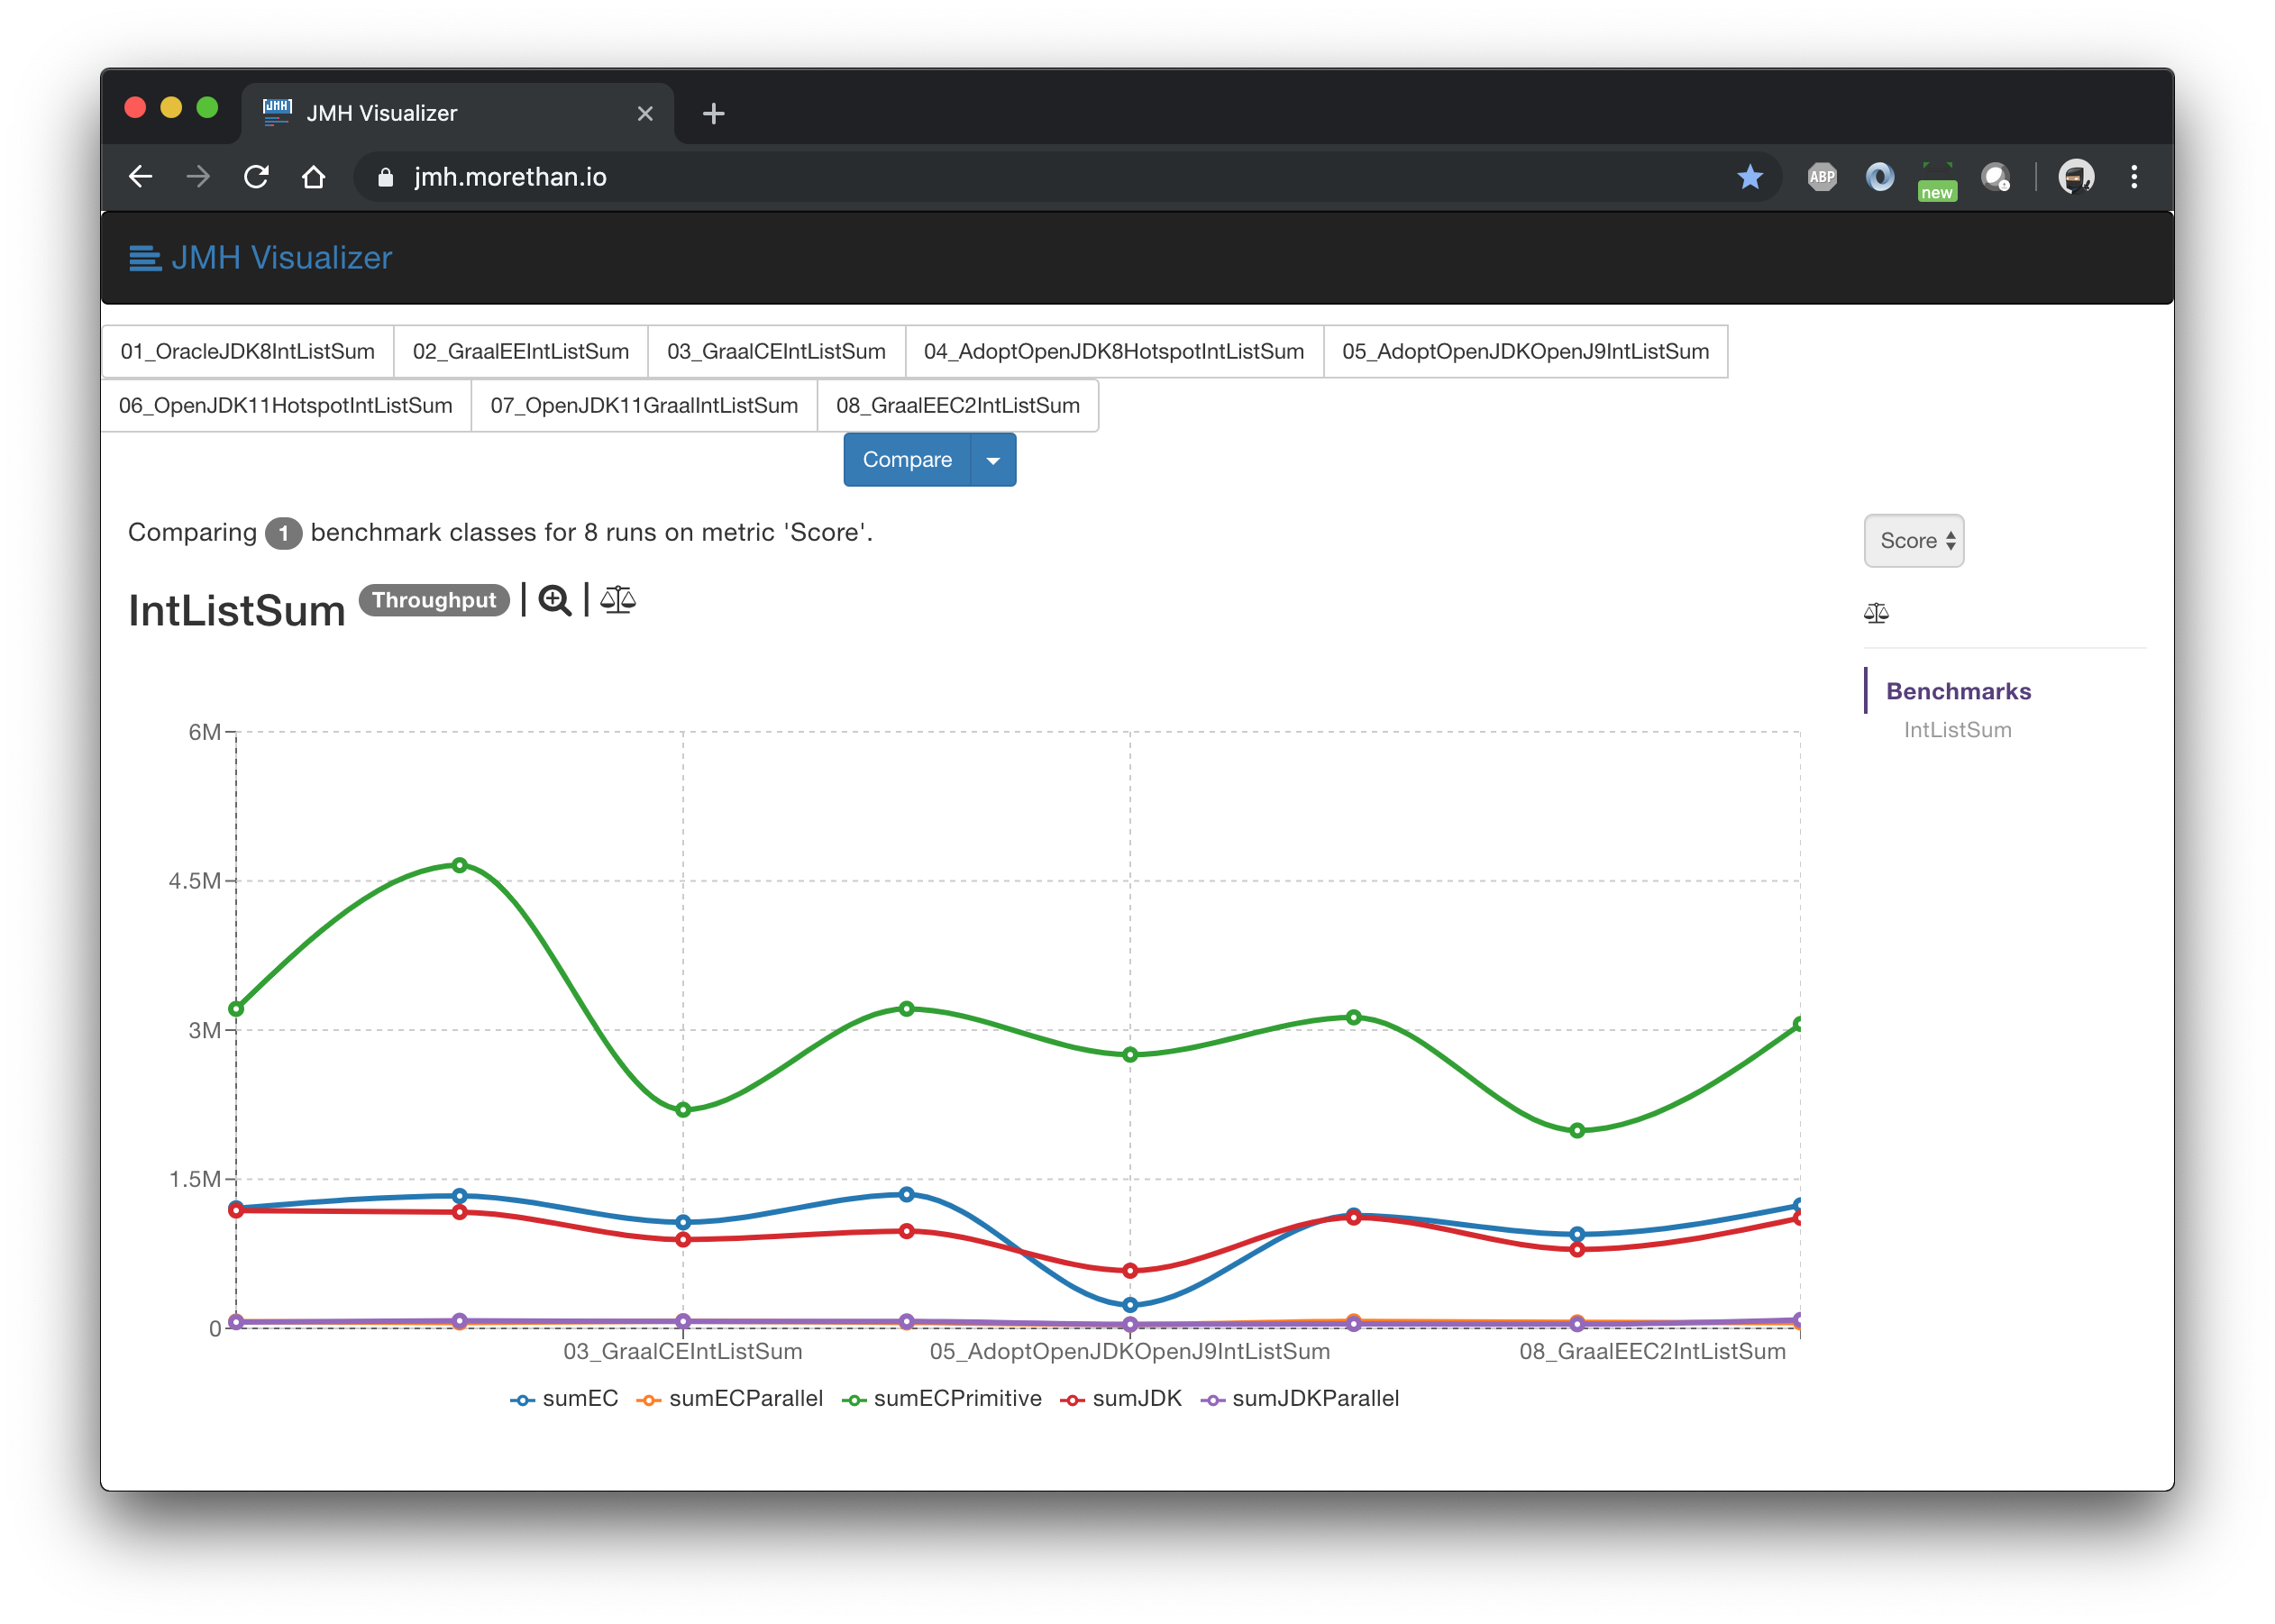 JMH
JMH Visualizer
jmh.morethan.io
ABP
new
JMH Visualizer
01_OracleJDK8IntListSum 02_GraalEEIntListSum 03_GraalCEIntListSum 04_AdoptOpenJDK8HotspotIntListSum 05_AdoptOpenJDKOpenJ9IntListSum
06_OpenJDK11HotspotIntListSum 07_OpenJDK11GraalIntListSum 08_GraalEEC2IntListSum
Compare
Comparing 1 benchmark classes for 8 runs on metric 'Score'.
Score
IntListSum Throughput
Benchmarks
IntListSum
6M
4.5M
3M
1.5M
0
03_GraalCEIntListSum 05_AdoptOpenJDKOpenJ9IntListSum 08_GraalEEC2IntListSum
sumEC sumECParallel sumECPrimitive sumJDK sumJDKParallel